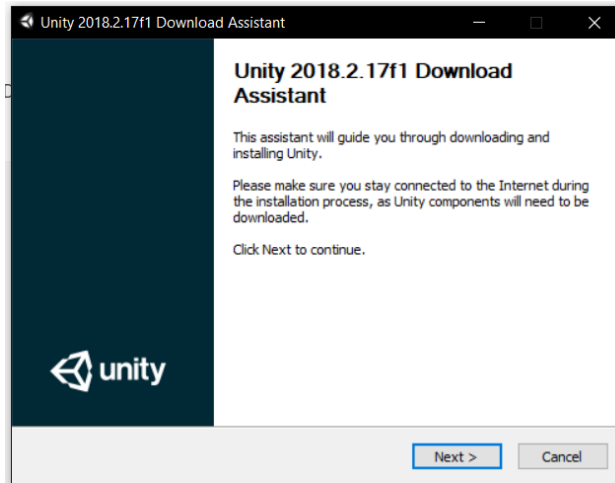 Unity 2018.2.17f1 Download Assistant
Unity 2018.2.17f1 Download
Assistant
This assistant will guide you through downloading and
installing Unity.
Please make sure you stay connected to the Internet during
the installation process, as Unity components will need to be
downloaded.
Click Next to continue.
unity
Next >
Cancel